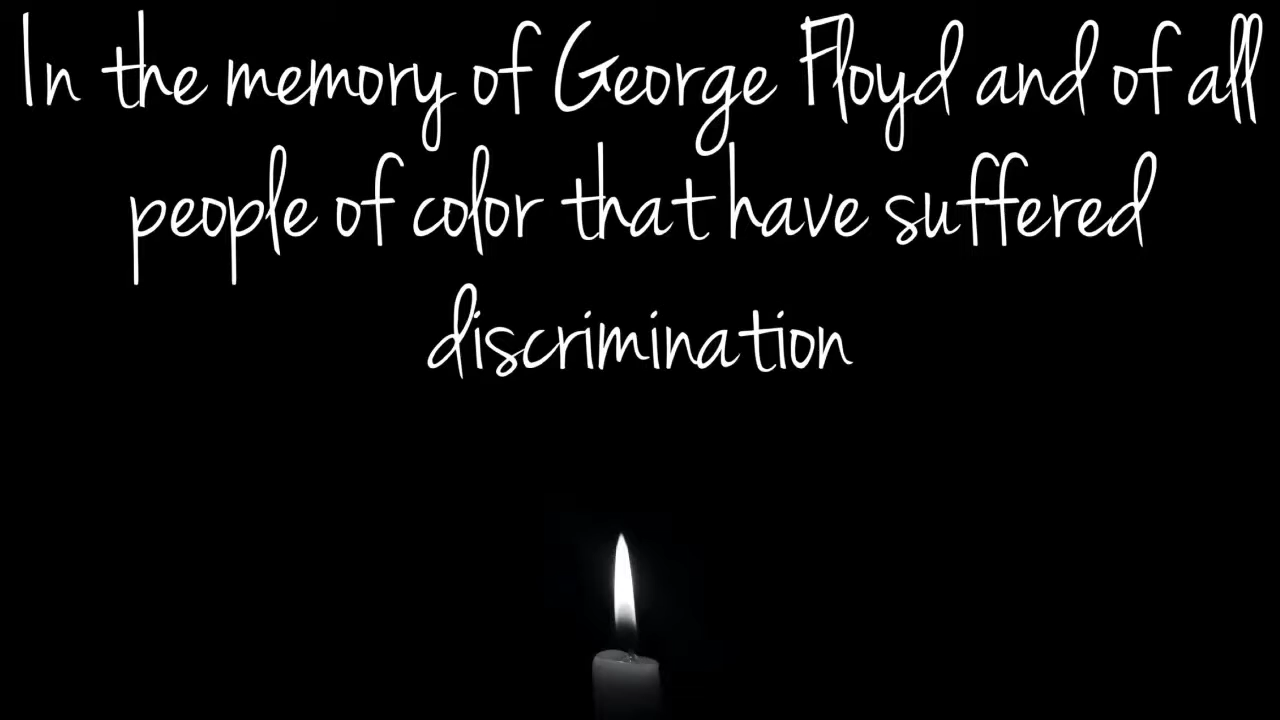 In the memory of George Floyd and of all
people of color that have suffered
discrimination